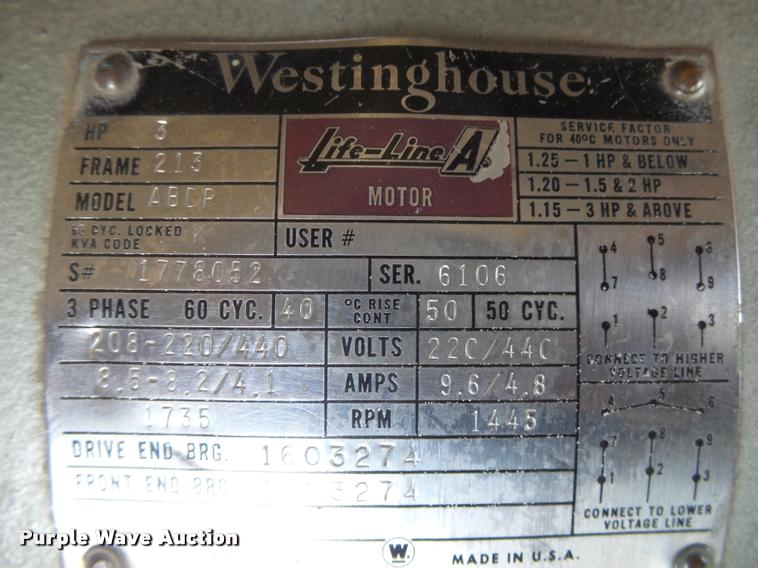 Westinghouse
HP 3
FRAME 213
MODEL ABDP
60 CYC. LOCKED
KVA CODE K
Life-Line A
MOTOR
SERVICE FACTOR
FOR 40°C MOTORS ONLY
1.25 – 1 HP & BELOW
1.20 – 1.5 & 2 HP
1.15 – 3 HP & ABOVE
USER #
S# 1778052 SER. 6106
3 PHASE 60 CYC. 40 °C RISE CONT. 50 50 CYC.
208-220/440 VOLTS 220/440
8.5-8.2/4.1 AMPS 9.6/4.8
1735 RPM 1445
DRIVE END BRG. 1603274
FRONT END BRG 3274
4 5 6
7 8 9
1 2 3
CONNECT TO HIGHER
VOLTAGE LINE
4 5 6
7 8 9
1 2 3
CONNECT TO LOWER
VOLTAGE LINE
W
MADE IN U.S.A.
Purple Wave Auction